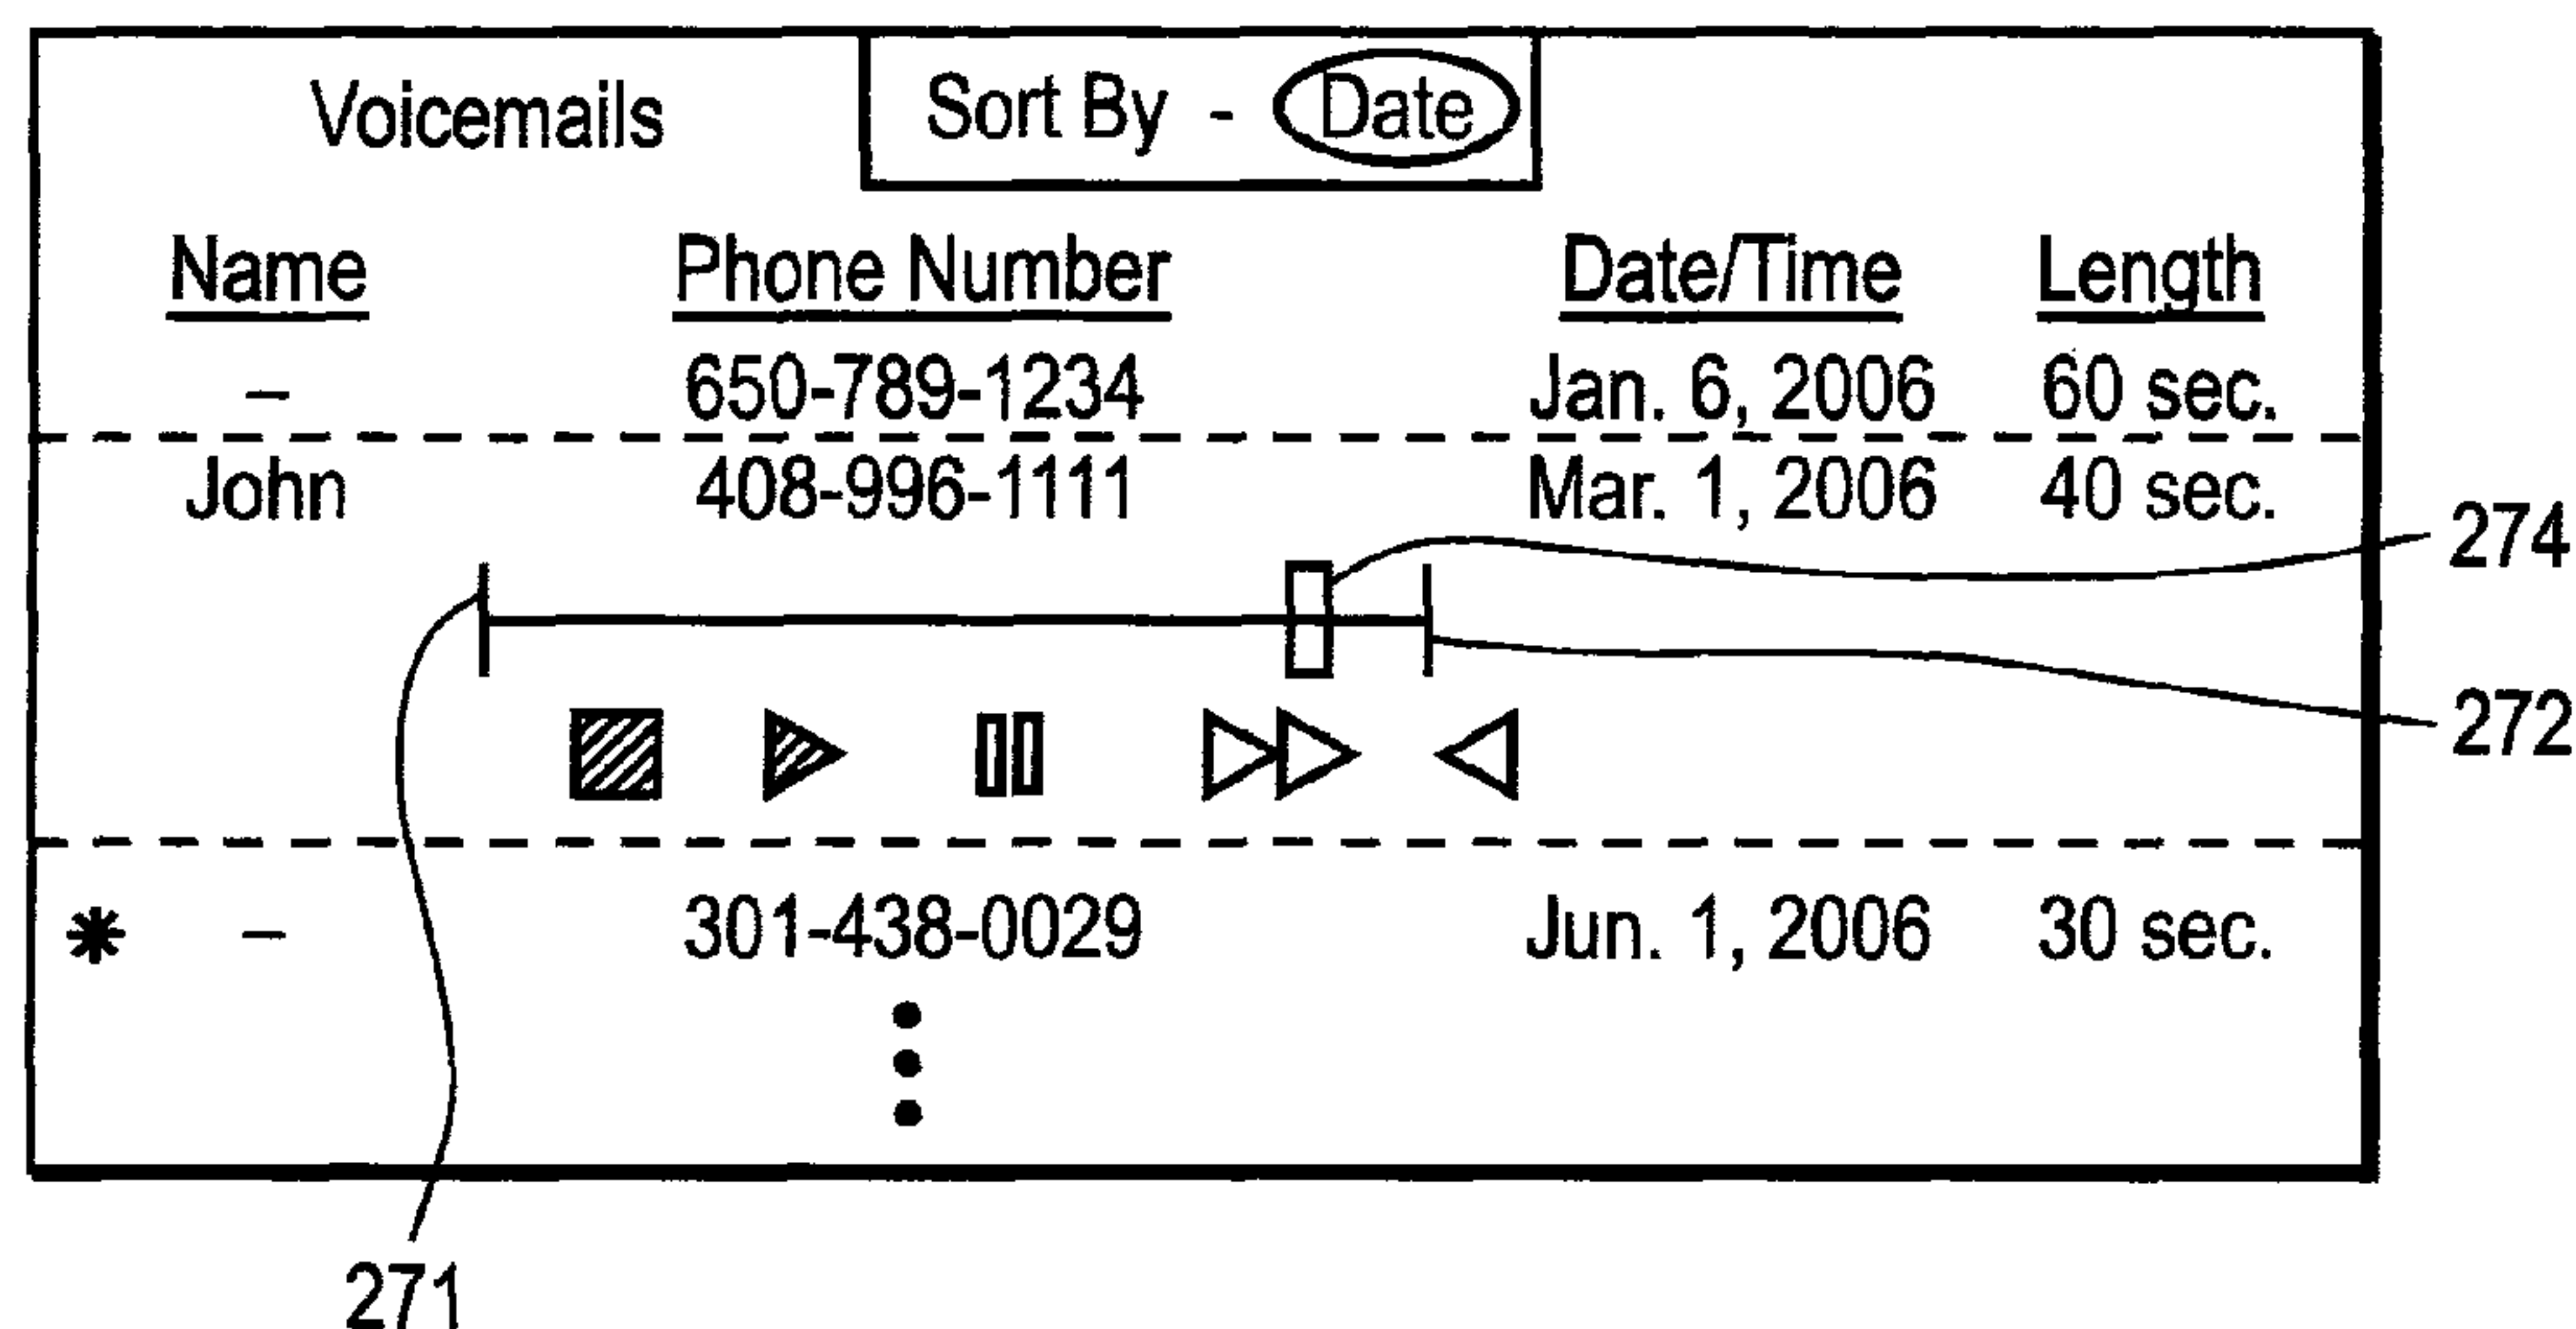 Voicemails Sort By - Date
Name Phone Number Date/Time Length
– 650-789-1234 Jan. 6, 2006 60 sec.
John 408-996-1111 Mar. 1, 2006 40 sec.
274
272
* – 301-438-0029 Jun. 1, 2006 30 sec.
271